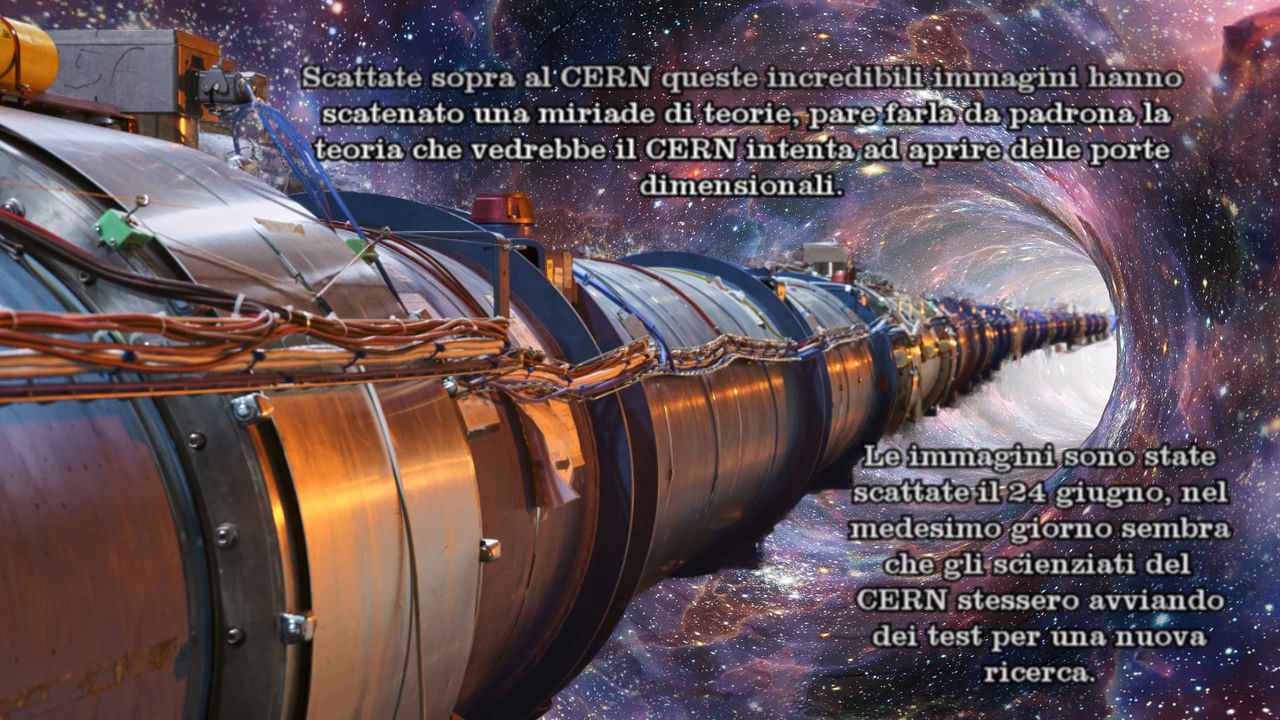 Scattate sopra al CERN queste incredibili immagini hanno
scatenato una miriade di teorie, pare farla da padrona la
teoria che vedrebbe il CERN intenta ad aprire delle porte
dimensionali.
Le immagini sono state
scattate il 24 giugno, nel
medesimo giorno sembra
che gli scienziati del
CERN stessero avviando
dei test per una nuova
ricerca.